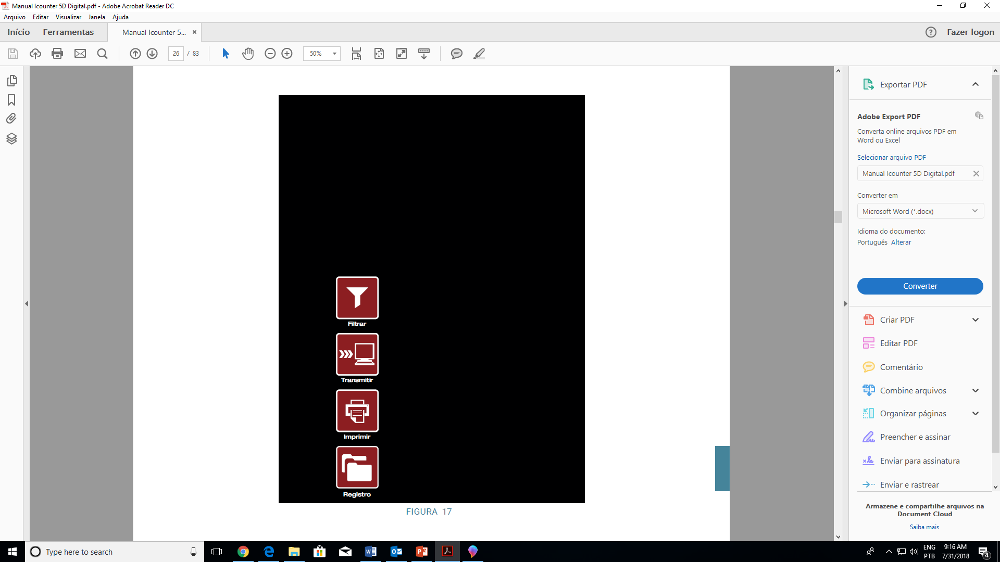 Manual Icounter 5D Digital.pdf - Adobe Acrobat Reader DC
Arquivo Editar Visualizar Janela Ajuda
Início Ferramentas Manual Icounter 5... × Fazer logon
26 / 83 50%
Filtrar
Transmitir
Imprimir
Registro
FIGURA 17
Exportar PDF
Adobe Export PDF
Converta online arquivos PDF em
Word ou Excel
Selecionar arquivo PDF
Manual Icounter 5D Digital.pdf
Converter em
Microsoft Word (*.docx)
Idioma do documento:
Português Alterar
Converter
Criar PDF
Editar PDF
Comentário
Combine arquivos
Organizar páginas
Preencher e assinar
Enviar para assinatura
Enviar e rastrear
Armazene e compartilhe arquivos na
Document Cloud
Saiba mais
Type here to search
ENG
PTB
9:16 AM
7/31/2018
4